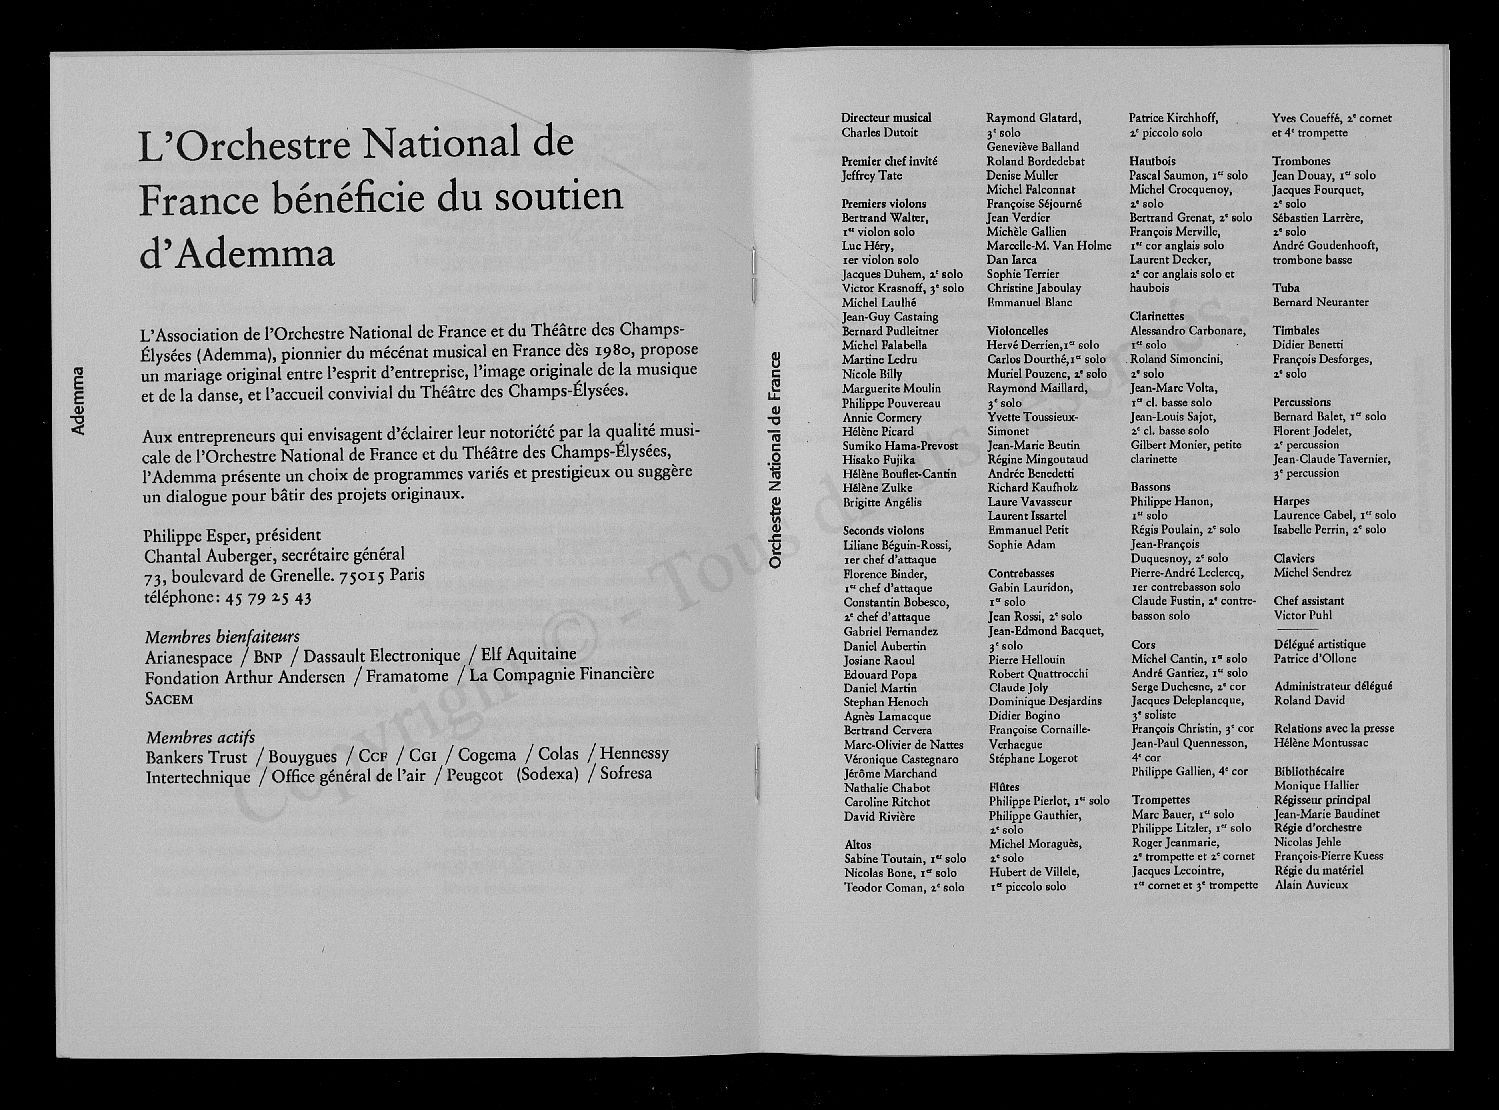 L'Orchestre National de
France bénéficie du soutien
d'Ademma
L'Association de l'Orchestre National de France et du Théâtre des Champs-
Élysées (Ademma), pionnier du mécénat musical en France dès 1980, propose
un mariage original entre l'esprit d'entreprise, l'image originale de la musique
et de la danse, et l'accueil convivial du Théâtre des Champs-Élysées.
Aux entrepreneurs qui envisagent d'éclairer leur notoriété par la qualité musi-
cale de l'Orchestre National de France et du Théâtre des Champs-Élysées,
l'Ademma présente un choix de programmes variés et prestigieux ou suggère
un dialogue pour bâtir des projets originaux.
Philippe Esper, président
Chantal Auberger, secrétaire général
73, boulevard de Grenelle. 75015 Paris
téléphone: 45 79 25 43
Membres bienfaiteurs
Arianespace / BNP / Dassault Electronique / Elf Aquitaine
Fondation Arthur Andersen / Framatome / La Compagnie Financière
SACEM
Membres actifs
Bankers Trust / Bouygues / CCF / CGI / Cogema / Colas / Hennessy
Intertechnique / Office général de l'air / Peugeot (Sodexa) / Sofresa
Ademma
Orchestre National de France
Directeur musical
Charles Dutoit
Premier chef invité
Jeffrey Tate
Premiers violons
Bertrand Walter,
1er violon solo
Luc Héry,
1er violon solo
Jacques Duhem, 2e solo
Victor Krasnoff, 3e solo
Michel Laulhé
Jean-Guy Castaing
Bernard Pudleitner
Michel Falabella
Martine Ledru
Nicole Billy
Marguerite Moulin
Philippe Pouvereau
Annie Cormery
Hélène Picard
Sumiko Hama-Prevost
Hisako Fujika
Hélène Bouflet-Cantin
Hélène Zulke
Brigitte Angélis
Seconds violons
Liliane Béguin-Rossi,
1er chef d'attaque
Florence Binder,
1er chef d'attaque
Constantin Bobesco,
2e chef d'attaque
Gabriel Fernandez
Daniel Aubertin
Josiane Raoul
Edouard Popa
Daniel Martin
Stephan Henoch
Agnès Lamacque
Bertrand Cervera
Marc-Olivier de Nattes
Véronique Castegnaro
Jérôme Marchand
Nathalie Chabot
Caroline Ritchot
David Rivière
Altos
Sabine Toutain, 1er solo
Nicolas Bone, 1er solo
Teodor Coman, 2e solo
Raymond Glatard,
3e solo
Geneviève Balland
Roland Bordedebat
Denise Muller
Michel Falconnat
Françoise Séjourné
Jean Verdier
Michèle Gallien
Marcelle-M. Van Holme
Dan Iarca
Sophie Terrier
Christine Jaboulay
Emmanuel Blanc
Violoncelles
Hervé Derrien, 1er solo
Carlos Dourthé, 1er solo
Muriel Pouzenc, 2e solo
Raymond Maillard,
3e solo
Yvette Toussieux-
Simonet
Jean-Marie Beutin
Régine Mingoutaud
Andrée Benedetti
Richard Kaufholz
Laure Vavasseur
Laurent Issartel
Emmanuel Petit
Sophie Adam
Contrebasses
Gabin Lauridon,
1er solo
Jean Rossi, 2e solo
Jean-Edmond Bacquet,
3e solo
Pierre Hellouin
Robert Quattrocchi
Claude Joly
Dominique Desjardins
Didier Bogino
Françoise Cornaille-
Verhaegue
Stéphane Logerot
Flûtes
Philippe Pierlot, 1er solo
Philippe Gauthier,
2e solo
Michel Moraguès,
2e solo
Hubert de Villele,
1er piccolo solo
Patrice Kirchhoff,
2e piccolo solo
Hautbois
Pascal Saumon, 1er solo
Michel Crocquenoy,
2e solo
Bertrand Grenat, 2e solo
François Merville,
1er cor anglais solo
Laurent Decker,
2e cor anglais solo et
haubois
Clarinettes
Alessandro Carbonare,
1er solo
Roland Simoncini,
2e solo
Jean-Marc Volta,
1er cl. basse solo
Jean-Louis Sajot,
2e cl. basse solo
Gilbert Monier, petite
clarinette
Bassons
Philippe Hanon,
1er solo
Régis Poulain, 2e solo
Jean-François
Duquesnoy, 2e solo
Pierre-André Leclercq,
1er contrebasson solo
Claude Fustin, 2e contre-
basson solo
Cors
Michel Cantin, 1er solo
André Gantiez, 1er solo
Serge Duchesne, 2e cor
Jacques Deleplancque,
3e soliste
François Christin, 3e cor
Jean-Paul Quennesson,
4e cor
Philippe Gallien, 4e cor
Trompettes
Marc Bauer, 1er solo
Philippe Litzler, 1er solo
Roger Jeanmarie,
2e trompette et 2e cornet
Jacques Lecointre,
1er cornet et 3e trompette
Yves Coueffé, 2e cornet
et 4e trompette
Trombones
Jean Douay, 1er solo
Jacques Fourquet,
2e solo
Sébastien Larrère,
2e solo
André Goudenhooft,
trombone basse
Tuba
Bernard Neuranter
Timbales
Didier Benetti
François Desforges,
2e solo
Percussions
Bernard Balet, 1er solo
Florent Jodelet,
2e percussion
Jean-Claude Tavernier,
3e percussion
Harpes
Laurence Cabel, 1er solo
Isabelle Perrin, 2e solo
Claviers
Michel Sendrez
Chef assistant
Victor Puhl
Délégué artistique
Patrice d'Ollone
Administrateur délégué
Roland David
Relations avec la presse
Hélène Montussac
Bibliothécaire
Monique Hallier
Régisseur principal
Jean-Marie Baudinet
Régie d'orchestre
Nicolas Jehle
François-Pierre Kuess
Régie du matériel
Alain Auvieux
Copyright © Tous droits réservés.